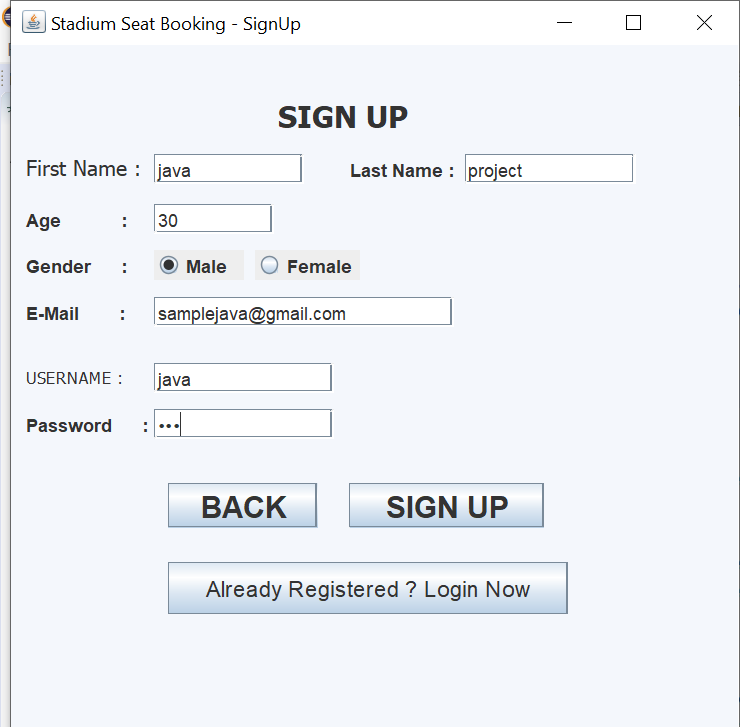 Stadium Seat Booking - SignUp
SIGN UP
First Name : java Last Name : project
Age : 30
Gender : Male Female
E-Mail : samplejava@gmail.com
USERNAME : java
Password : •••
BACK SIGN UP
Already Registered ? Login Now